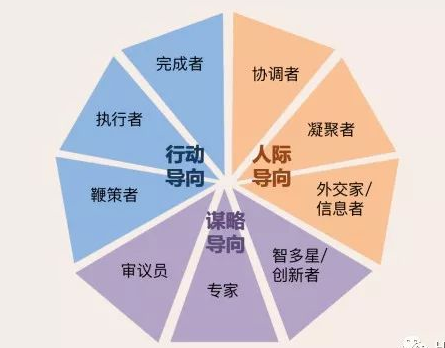 完成者
协调者
执行者
凝聚者
行动
导向
人际
导向
鞭策者
外交家/
信息者
谋略
导向
审议员
专家
智多星/
创新者